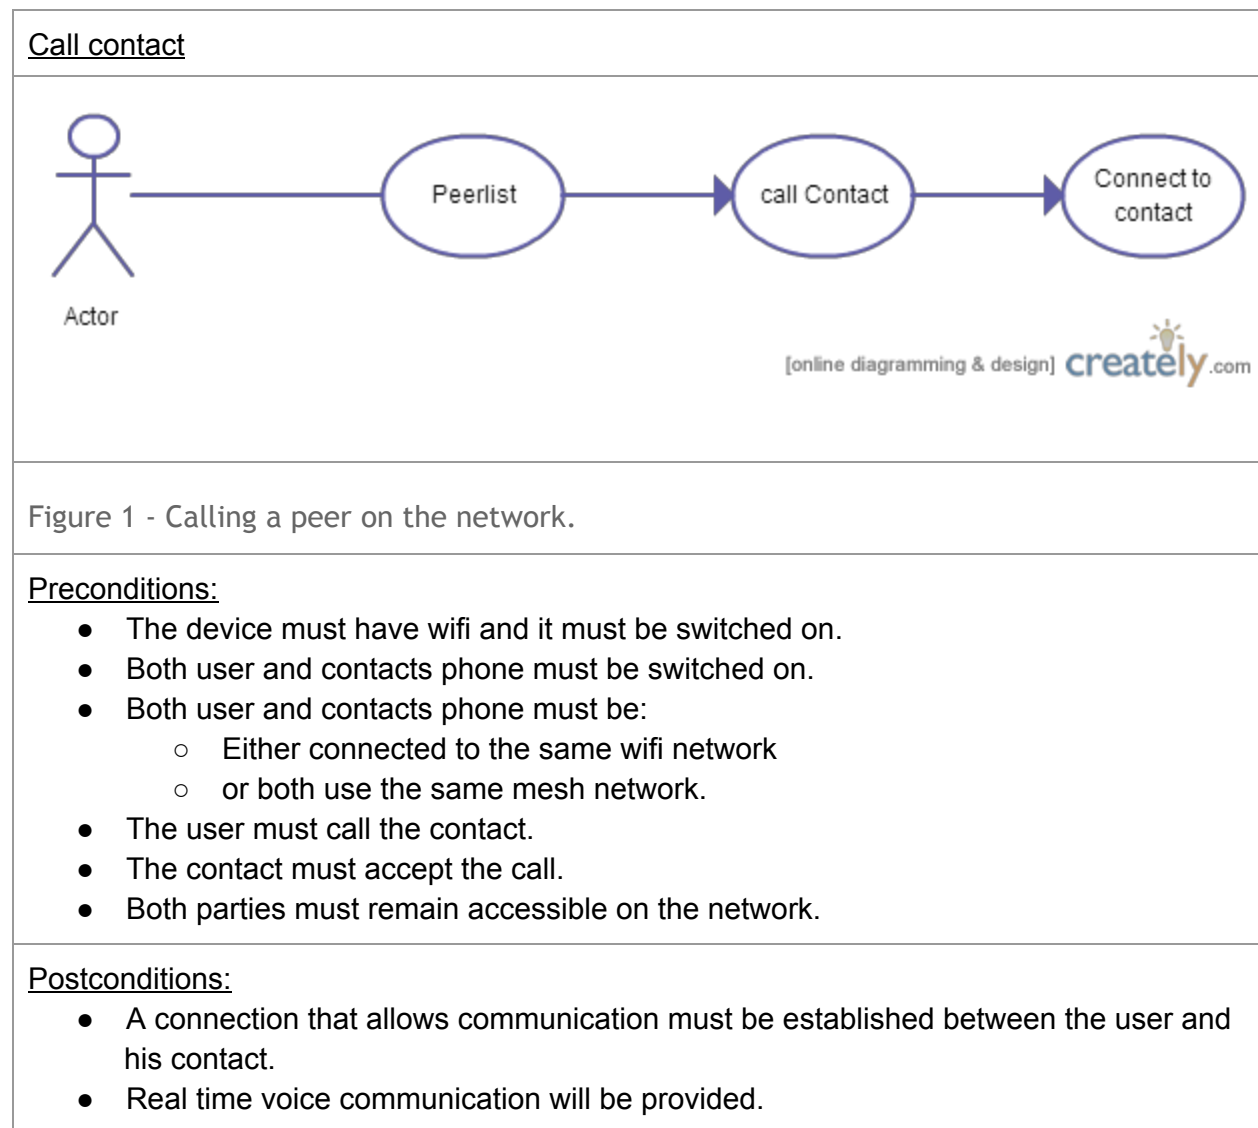 Call contact
Peerlist
call Contact
Connect to
contact
Actor
[online diagramming & design] creately.com
Figure 1 - Calling a peer on the network.
Preconditions:
● The device must have wifi and it must be switched on.
● Both user and contacts phone must be switched on.
● Both user and contacts phone must be:
○ Either connected to the same wifi network
○ or both use the same mesh network.
● The user must call the contact.
● The contact must accept the call.
● Both parties must remain accessible on the network.
Postconditions:
● A connection that allows communication must be established between the user and
his contact.
● Real time voice communication will be provided.